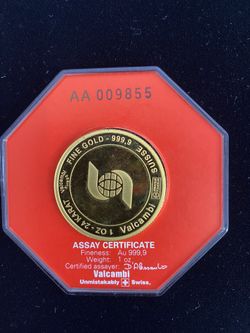 AA 009855
FINE GOLD - 999,9
SUISSE
24 KARAT
1 OZ. Valcambi
ASSAY CERTIFICATE
Fineness: Au 999,9
Weight: 1 oz
Certified assayer:
Valcambi
Unmistakably Swiss.